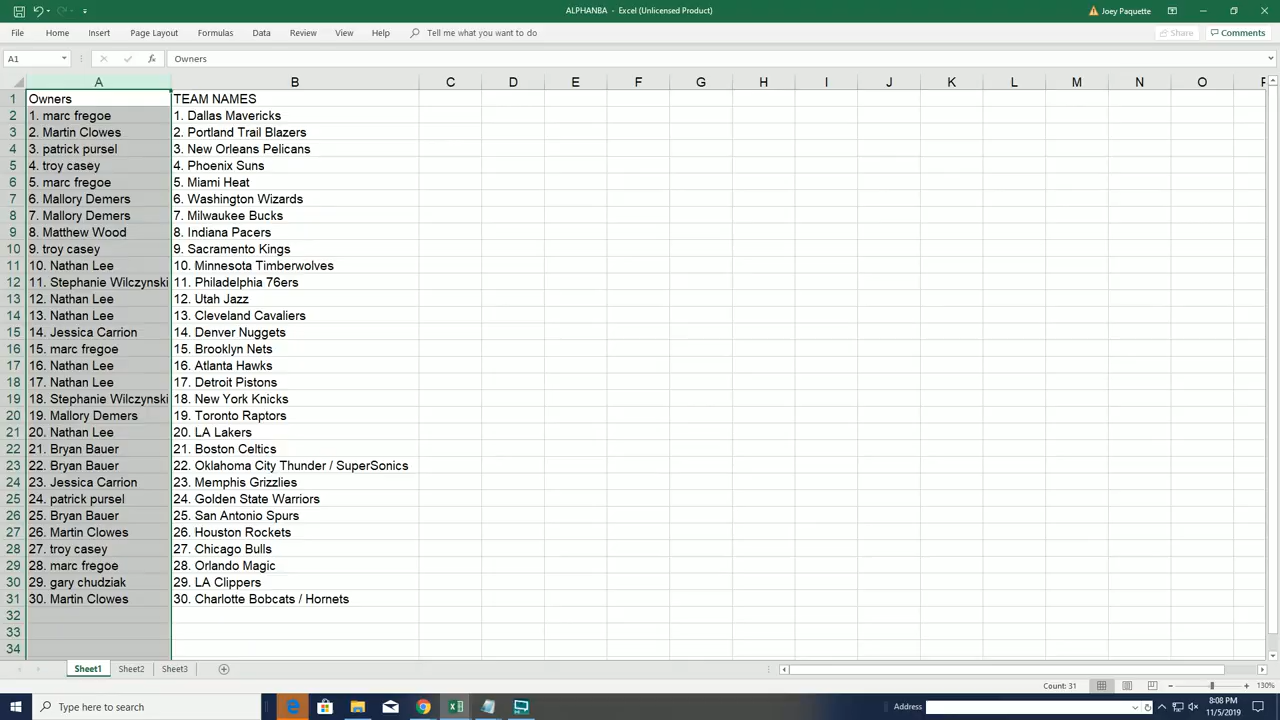 ALPHANBA - Excel (Unlicensed Product)
Joey Paquette
File Home Insert Page Layout Formulas Data Review View Help Tell me what you want to do Share Comments
A1 fx Owners
A B C D E F G H I J K L M N O
1 Owners TEAM NAMES
2 1. marc fregoe 1. Dallas Mavericks
3 2. Martin Clowes 2. Portland Trail Blazers
4 3. patrick pursel 3. New Orleans Pelicans
5 4. troy casey 4. Phoenix Suns
6 5. marc fregoe 5. Miami Heat
7 6. Mallory Demers 6. Washington Wizards
8 7. Mallory Demers 7. Milwaukee Bucks
9 8. Matthew Wood 8. Indiana Pacers
10 9. troy casey 9. Sacramento Kings
11 10. Nathan Lee 10. Minnesota Timberwolves
12 11. Stephanie Wilczynski 11. Philadelphia 76ers
13 12. Nathan Lee 12. Utah Jazz
14 13. Nathan Lee 13. Cleveland Cavaliers
15 14. Jessica Carrion 14. Denver Nuggets
16 15. marc fregoe 15. Brooklyn Nets
17 16. Nathan Lee 16. Atlanta Hawks
18 17. Nathan Lee 17. Detroit Pistons
19 18. Stephanie Wilczynski 18. New York Knicks
20 19. Mallory Demers 19. Toronto Raptors
21 20. Nathan Lee 20. LA Lakers
22 21. Bryan Bauer 21. Boston Celtics
23 22. Bryan Bauer 22. Oklahoma City Thunder / SuperSonics
24 23. Jessica Carrion 23. Memphis Grizzlies
25 24. patrick pursel 24. Golden State Warriors
26 25. Bryan Bauer 25. San Antonio Spurs
27 26. Martin Clowes 26. Houston Rockets
28 27. troy casey 27. Chicago Bulls
29 28. marc fregoe 28. Orlando Magic
30 29. gary chudziak 29. LA Clippers
31 30. Martin Clowes 30. Charlotte Bobcats / Hornets
32
33
34
Sheet1 Sheet2 Sheet3
Count: 31 130%
Type here to search Address 8:08 PM
11/5/2019